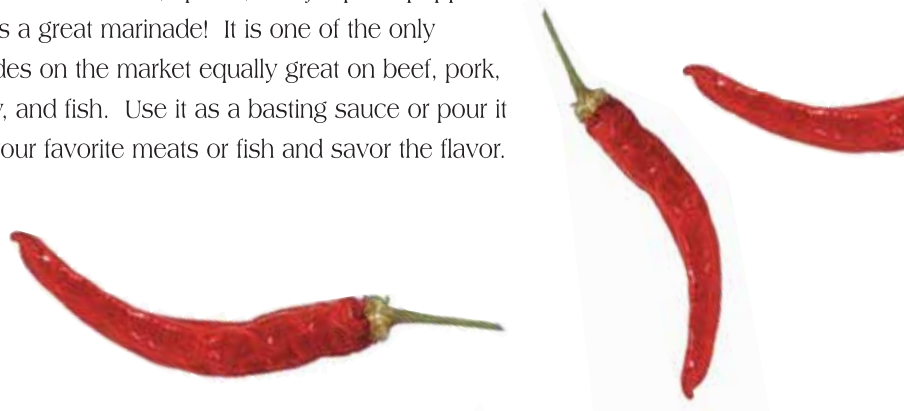 s a great marinade!  It is one of the only
des on the market equally great on beef, pork,
, and fish.  Use it as a basting sauce or pour it
our favorite meats or fish and savor the flavor.